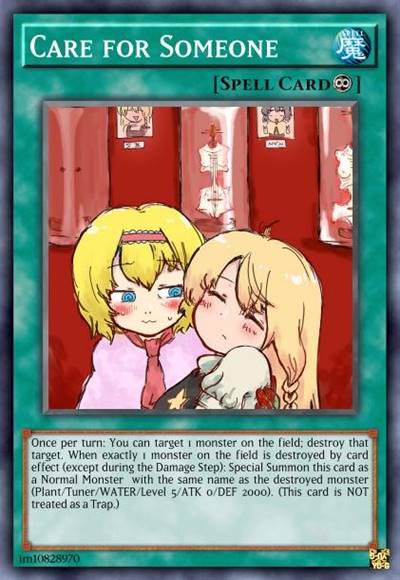 CARE FOR SOMEONE
[SPELL CARD]
Once per turn: You can target 1 monster on the field; destroy that
target. When exactly 1 monster on the field is destroyed by card
effect (except during the Damage Step): Special Summon this card as
a Normal Monster with the same name as the destroyed monster
(Plant/Tuner/WATER/Level 5/ATK 0/DEF 2000). (This card is NOT
treated as a Trap.)
im10828970